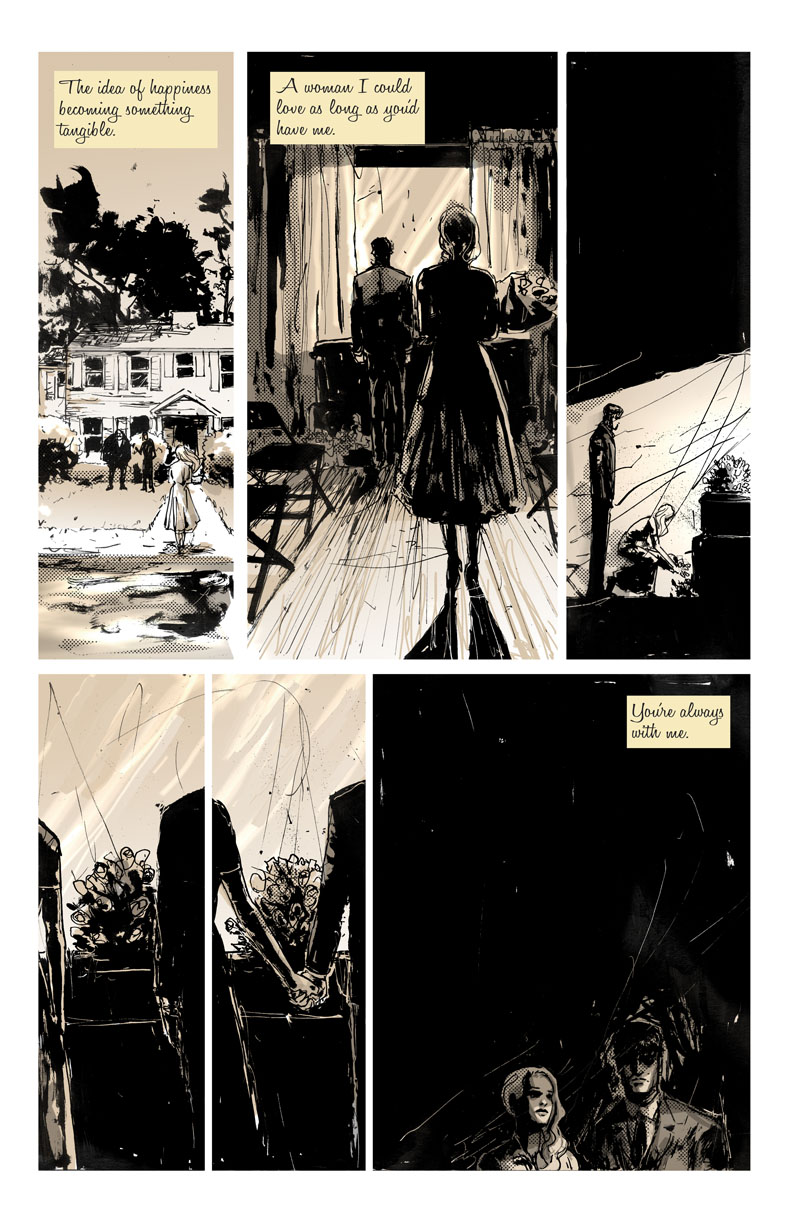 The idea of happiness
becoming something
tangible.
A woman I could
love as long as you'd
have me.
You're always
with me.